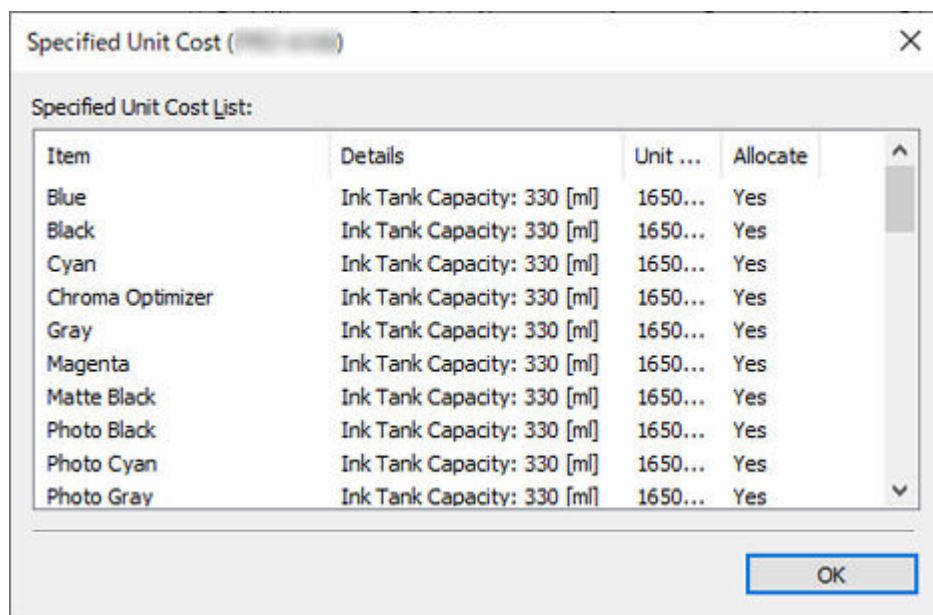 Specified Unit Cost ( )
Specified Unit Cost List:
Item Details Unit ... Allocate
Blue Ink Tank Capacity: 330 [ml] 1650... Yes
Black Ink Tank Capacity: 330 [ml] 1650... Yes
Cyan Ink Tank Capacity: 330 [ml] 1650... Yes
Chroma Optimizer Ink Tank Capacity: 330 [ml] 1650... Yes
Gray Ink Tank Capacity: 330 [ml] 1650... Yes
Magenta Ink Tank Capacity: 330 [ml] 1650... Yes
Matte Black Ink Tank Capacity: 330 [ml] 1650... Yes
Photo Black Ink Tank Capacity: 330 [ml] 1650... Yes
Photo Cyan Ink Tank Capacity: 330 [ml] 1650... Yes
Photo Gray Ink Tank Capacity: 330 [ml] 1650... Yes
OK